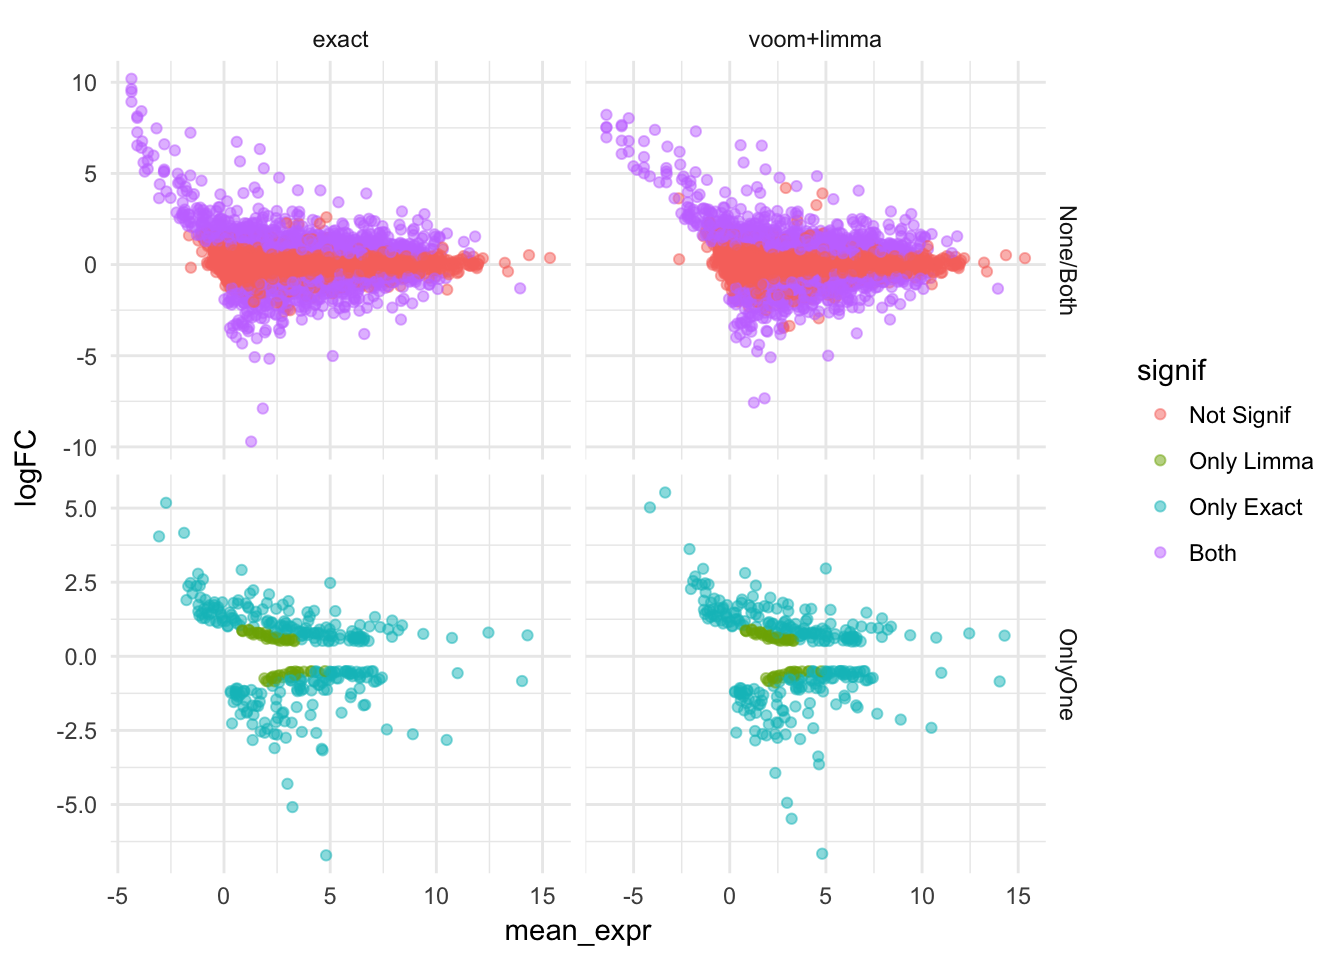 exact
voom+limma
10
5
0
-5
-10
None/Both
logFC
5.0
2.5
0.0
-2.5
-5.0
OnlyOne
-5
0
5
10
15
-5
0
5
10
15
mean_expr
signif
Not Signif
Only Limma
Only Exact
Both